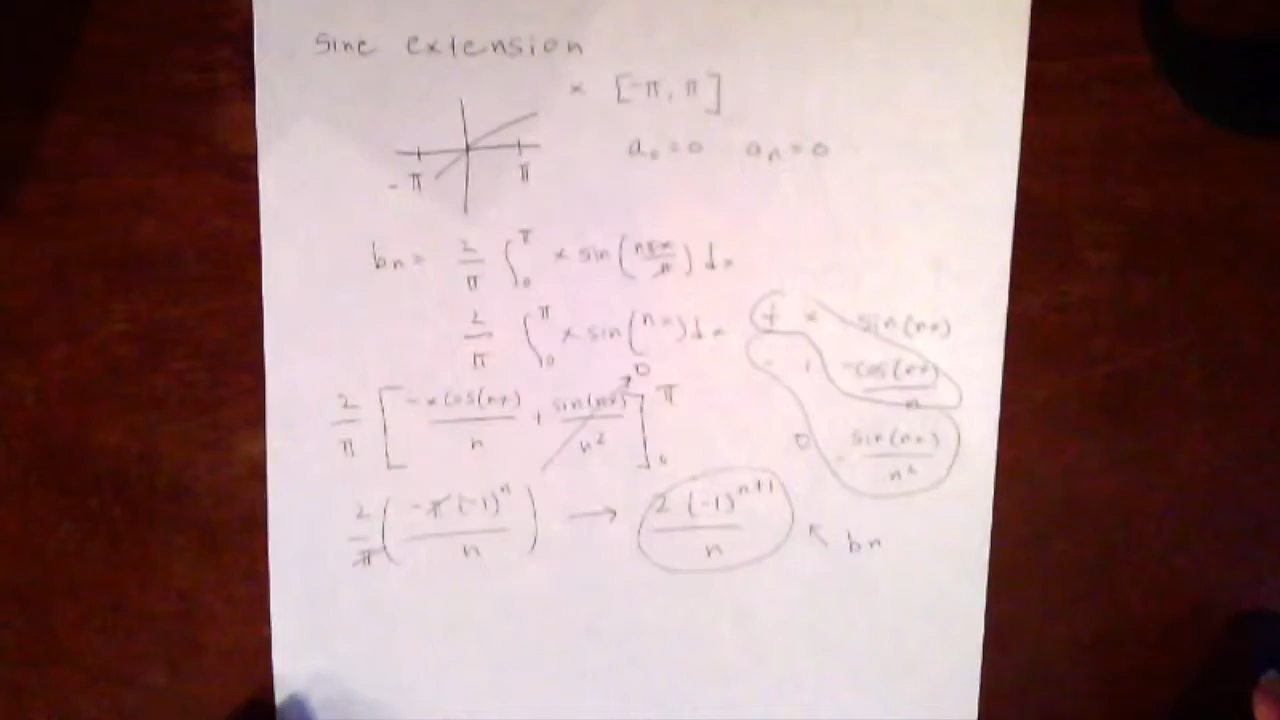 sine extension
x [-π, π]
a₀ = 0 aₙ = 0
-π π
bn = 2/π ∫₀^π x sin(nπx/π) dx
2/π ∫₀^π x sin(nx) dx
+ x sin(nx)
- 1 -cos(nx)/n
0 -sin(nx)/n²
2/π [-x cos(nx)/n + sin(nx)/n²]₀^π 0
2/π (-π(-1)^n/n) → 2(-1)^(n+1)/n ↖ bn